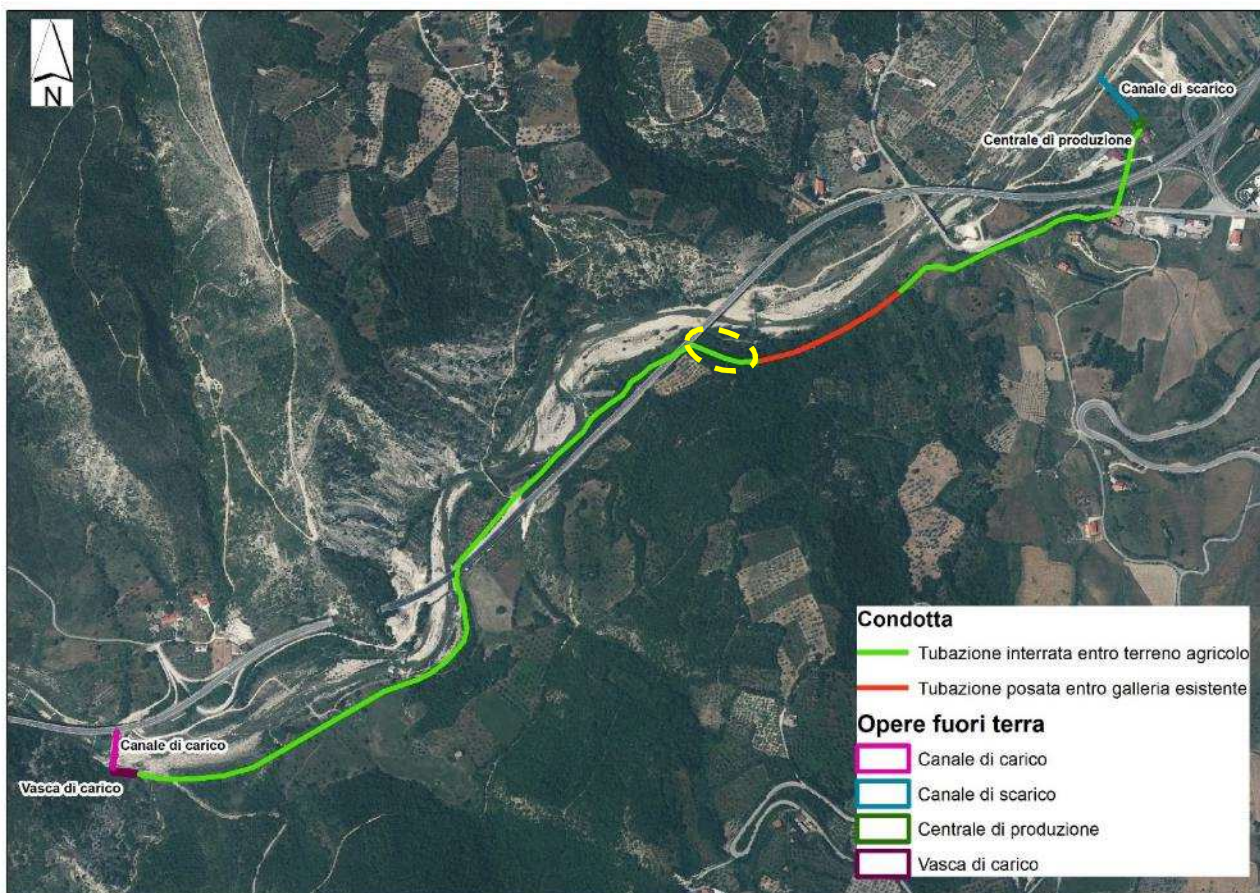 N
Canale di scarico
Centrale di produzione
Canale di carico
Vasca di carico
Condotta
Tubazione interrata entro terreno agricolo
Tubazione posata entro galleria esistente
Opere fuori terra
Canale di carico
Canale di scarico
Centrale di produzione
Vasca di carico